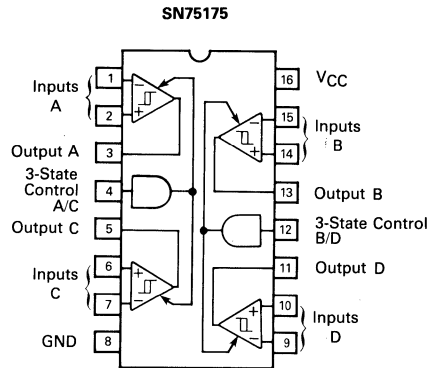 SN75175
Inputs
A
Output A
3-State
Control
A/C
Output C
Inputs
C
GND
1
2
3
4
5
6
7
8
−
+
+
−
16
15
14
13
12
11
10
9
−
+
+
−
VCC
Inputs
B
Output B
3-State Control
B/D
Output D
Inputs
D